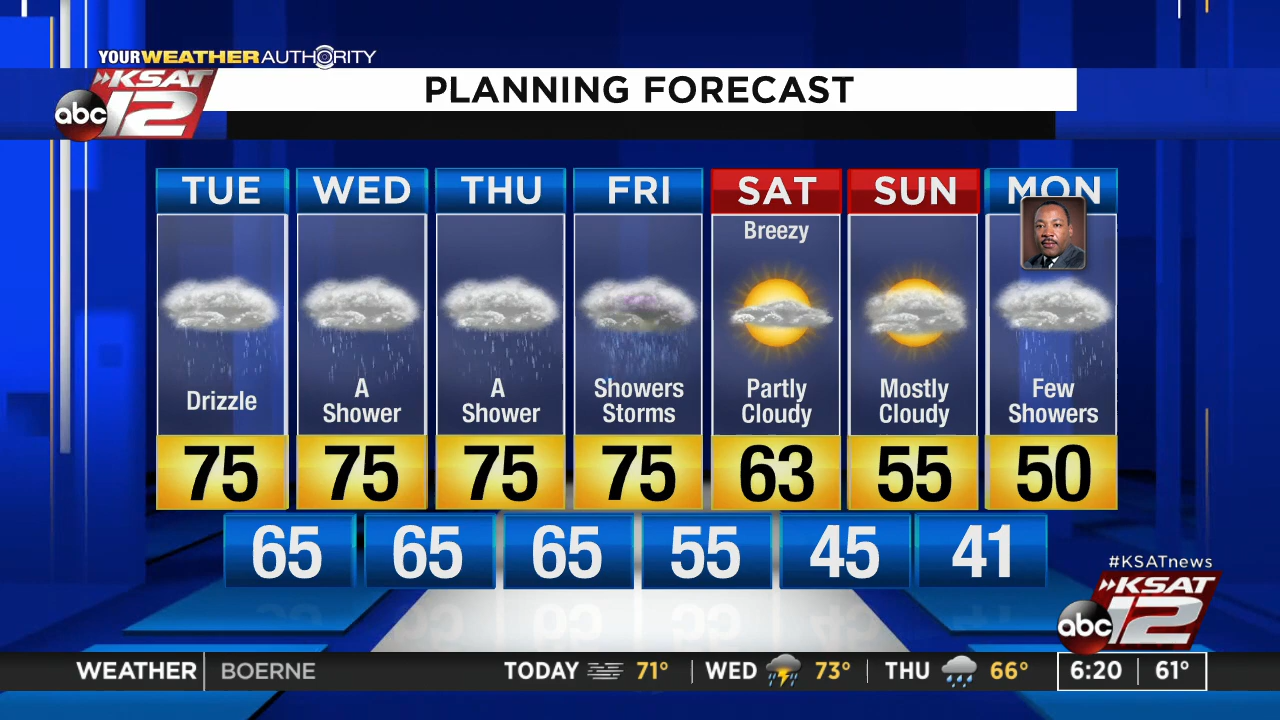 YOURWEATHERAUTHORITY
KSAT
abc 12
PLANNING FORECAST
TUE WED THU FRI SAT SUN MON
Breezy
Drizzle
A
Shower
A
Shower
Showers
Storms
Partly
Cloudy
Mostly
Cloudy
Few
Showers
75 75 75 75 63 55 50
65 65 65 55 45 41
#KSATnews
KSAT
abc 12
WEATHER BOERNE TODAY 71° WED 73° THU 66° 6:20 61°